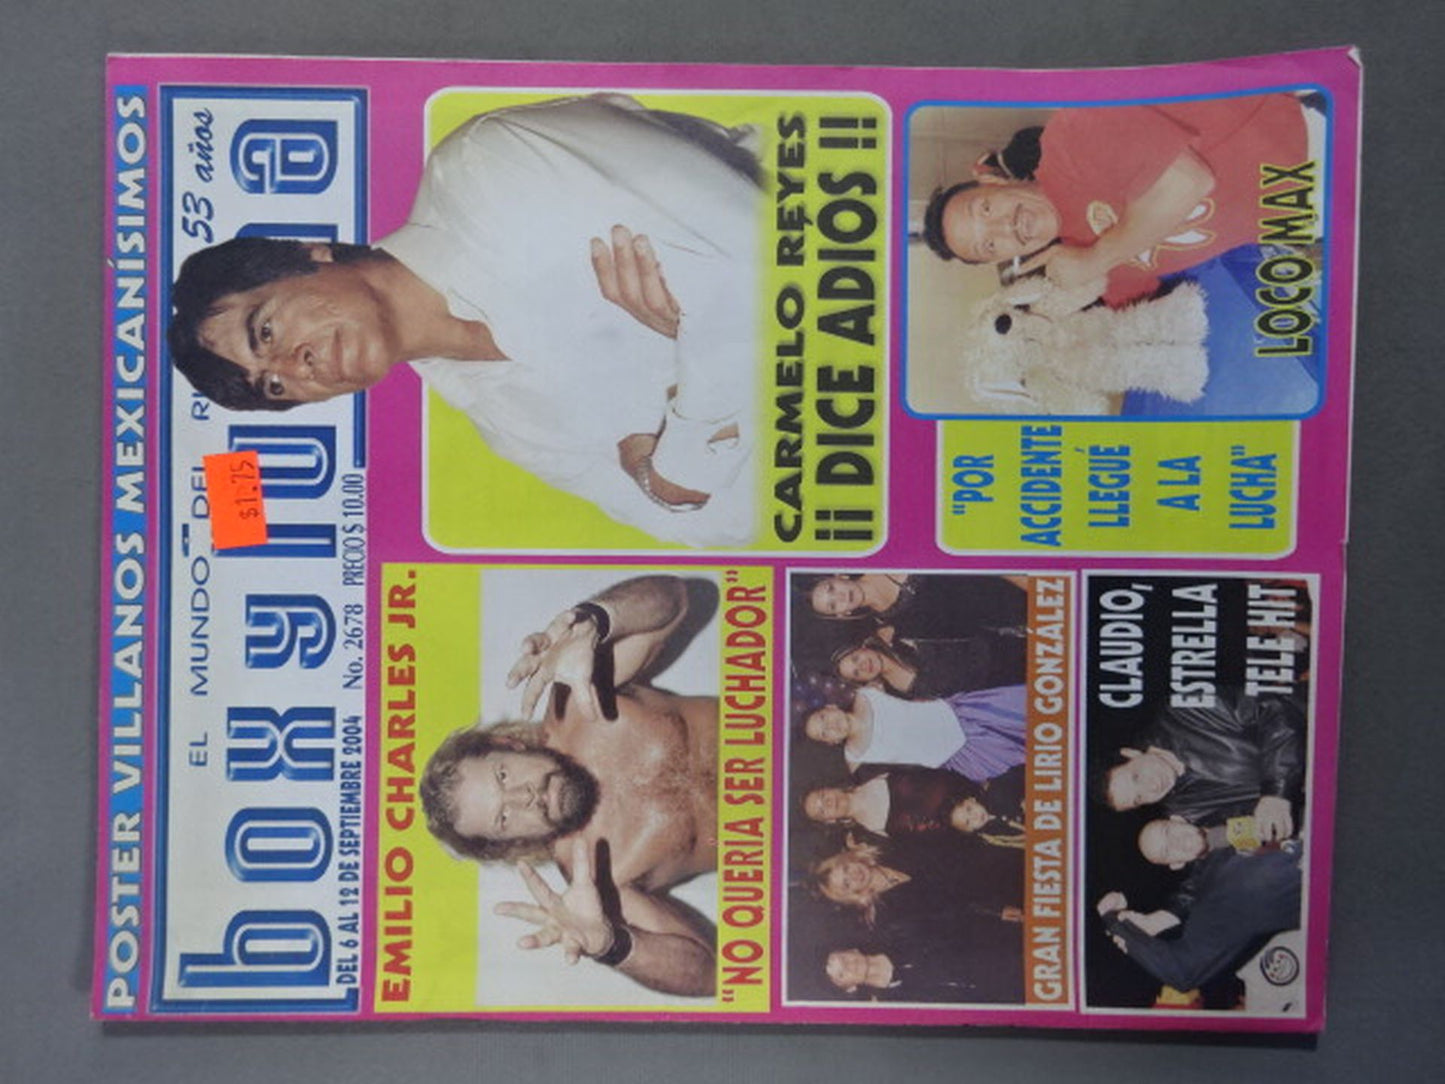 POSTER VILLANOS MEXICANÍSIMOS
EL MUNDO DEL
53 años
box y lu
DEL 6 AL 12 DE SEPTIEMBRE 2004 No. 2678 PRECIO $ 10.00
$1.75
EMILIO CHARLES JR.
"NO QUERIA SER LUCHADOR"
CARMELO REYES
¡¡ DICE ADIOS !!
GRAN FIESTA DE LIRIO GONZÁLEZ
"POR
ACCIDENTE
LLEGUÉ
A LA
LUCHA"
LOCO MAX
CLAUDIO,
ESTRELLA
TELE HIT